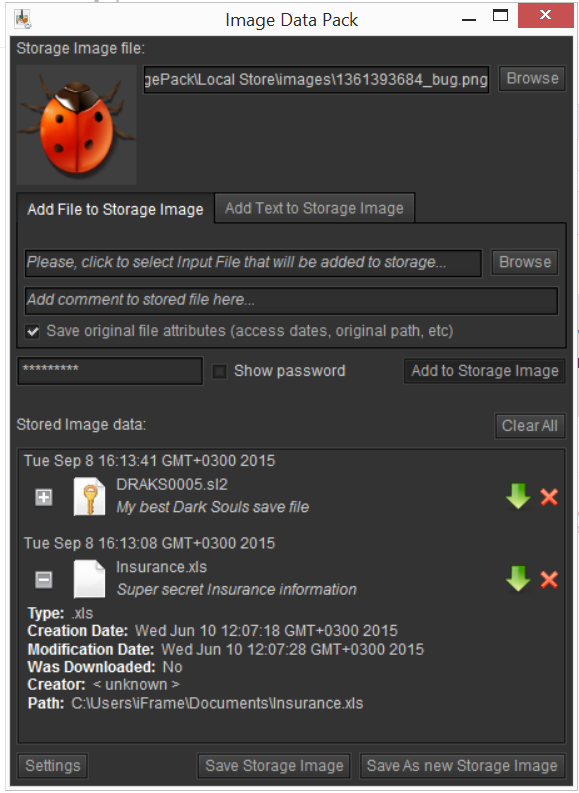 Image Data Pack
Storage Image file:
gePack\Local Store\images\1361393684_bug.png
Browse
Add File to Storage Image
Add Text to Storage Image
Please, click to select Input File that will be added to storage...
Browse
Add comment to stored file here...
Save original file attributes (access dates, original path, etc)
*********
Show password
Add to Storage Image
Stored Image data:
Clear All
Tue Sep 8 16:13:41 GMT+0300 2015
DRAKS0005.sl2
My best Dark Souls save file
Tue Sep 8 16:13:08 GMT+0300 2015
Insurance.xls
Super secret Insurance information
Type: .xls
Creation Date: Wed Jun 10 12:07:18 GMT+0300 2015
Modification Date: Wed Jun 10 12:07:28 GMT+0300 2015
Was Downloaded: No
Creator: < unknown >
Path: C:\Users\iFrame\Documents\Insurance.xls
Settings
Save Storage Image
Save As new Storage Image